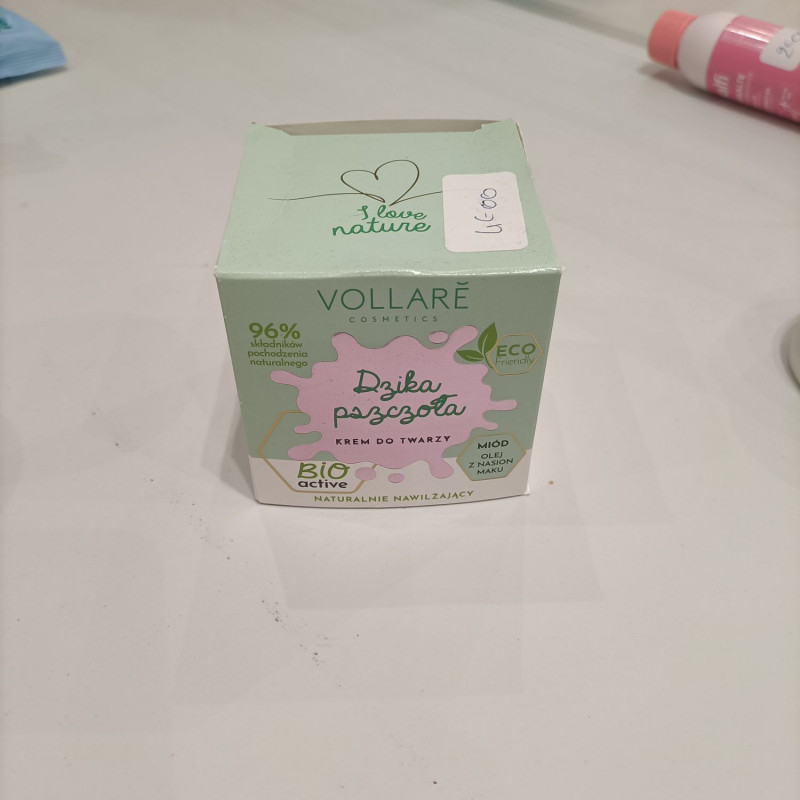 I love
nature
VOLLARĚ
COSMETICS
96%
składników
pochodzenia
naturalnego
ECO
Friendly
Dzika
pszczoła
KREM DO TWARZY
MIÓD
OLEJ
Z NASION
MAKU
BIO
active
NATURALNIE NAWILŻAJĄCY